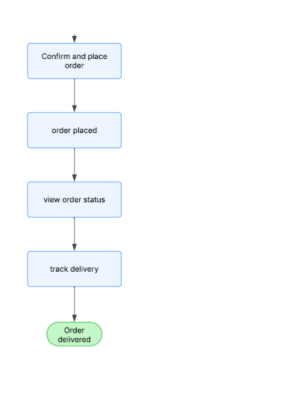 Confirm and place
order
order placed
view order status
track delivery
Order
delivered